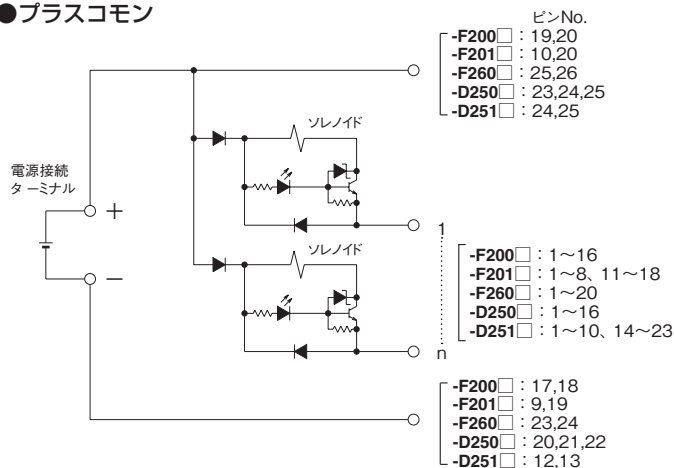 ●プラスコモン
ピンNo.
-F200□：19,20
-F201□：10,20
-F260□：25,26
-D250□：23,24,25
-D251□：24,25
ソレノイド
電源接続
ターミナル
+
−
1
ソレノイド
-F200□：1～16
-F201□：1～8、11～18
-F260□：1～20
-D250□：1～16
-D251□：1～10、14～23
n
-F200□：17,18
-F201□：9,19
-F260□：23,24
-D250□：20,21,22
-D251□：12,13